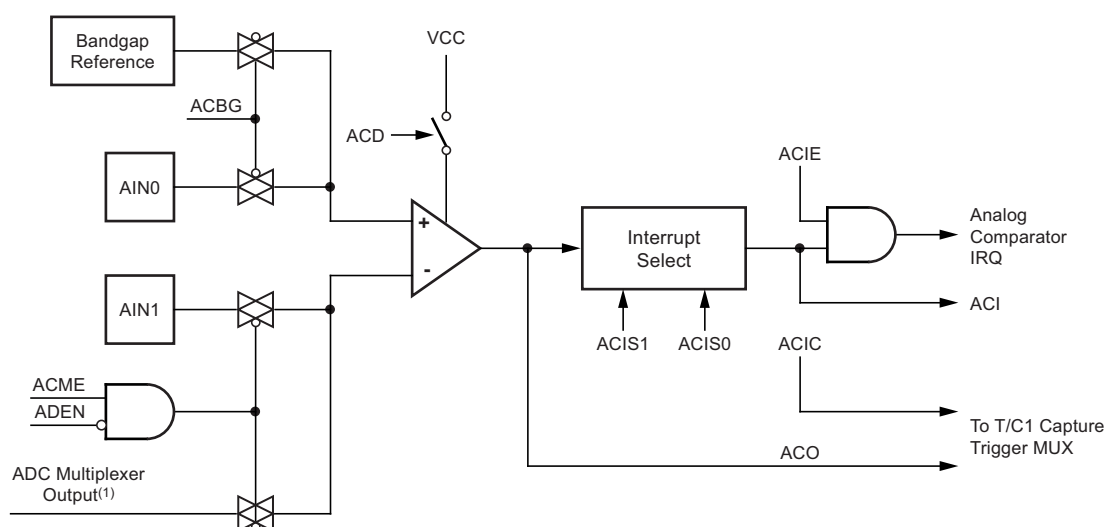 Bandgap
Reference
VCC
ACBG
ACD
ACIE
AIN0
+
Analog
Comparator
IRQ
Interrupt
Select
-
AIN1
ACI
ACIS1
ACIS0
ACIC
ACME
ADEN
To T/C1 Capture
Trigger MUX
ACO
ADC Multiplexer
Output(1)